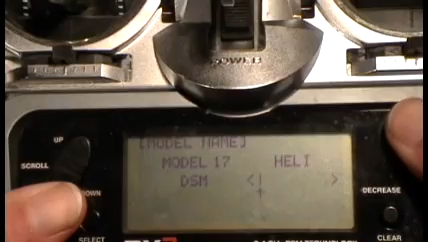 POWER
[MODEL NAME]
MODEL 17 HELI
DSM < >
UP
SCROLL
DOWN
SELECT
DECREASE
CLEAR